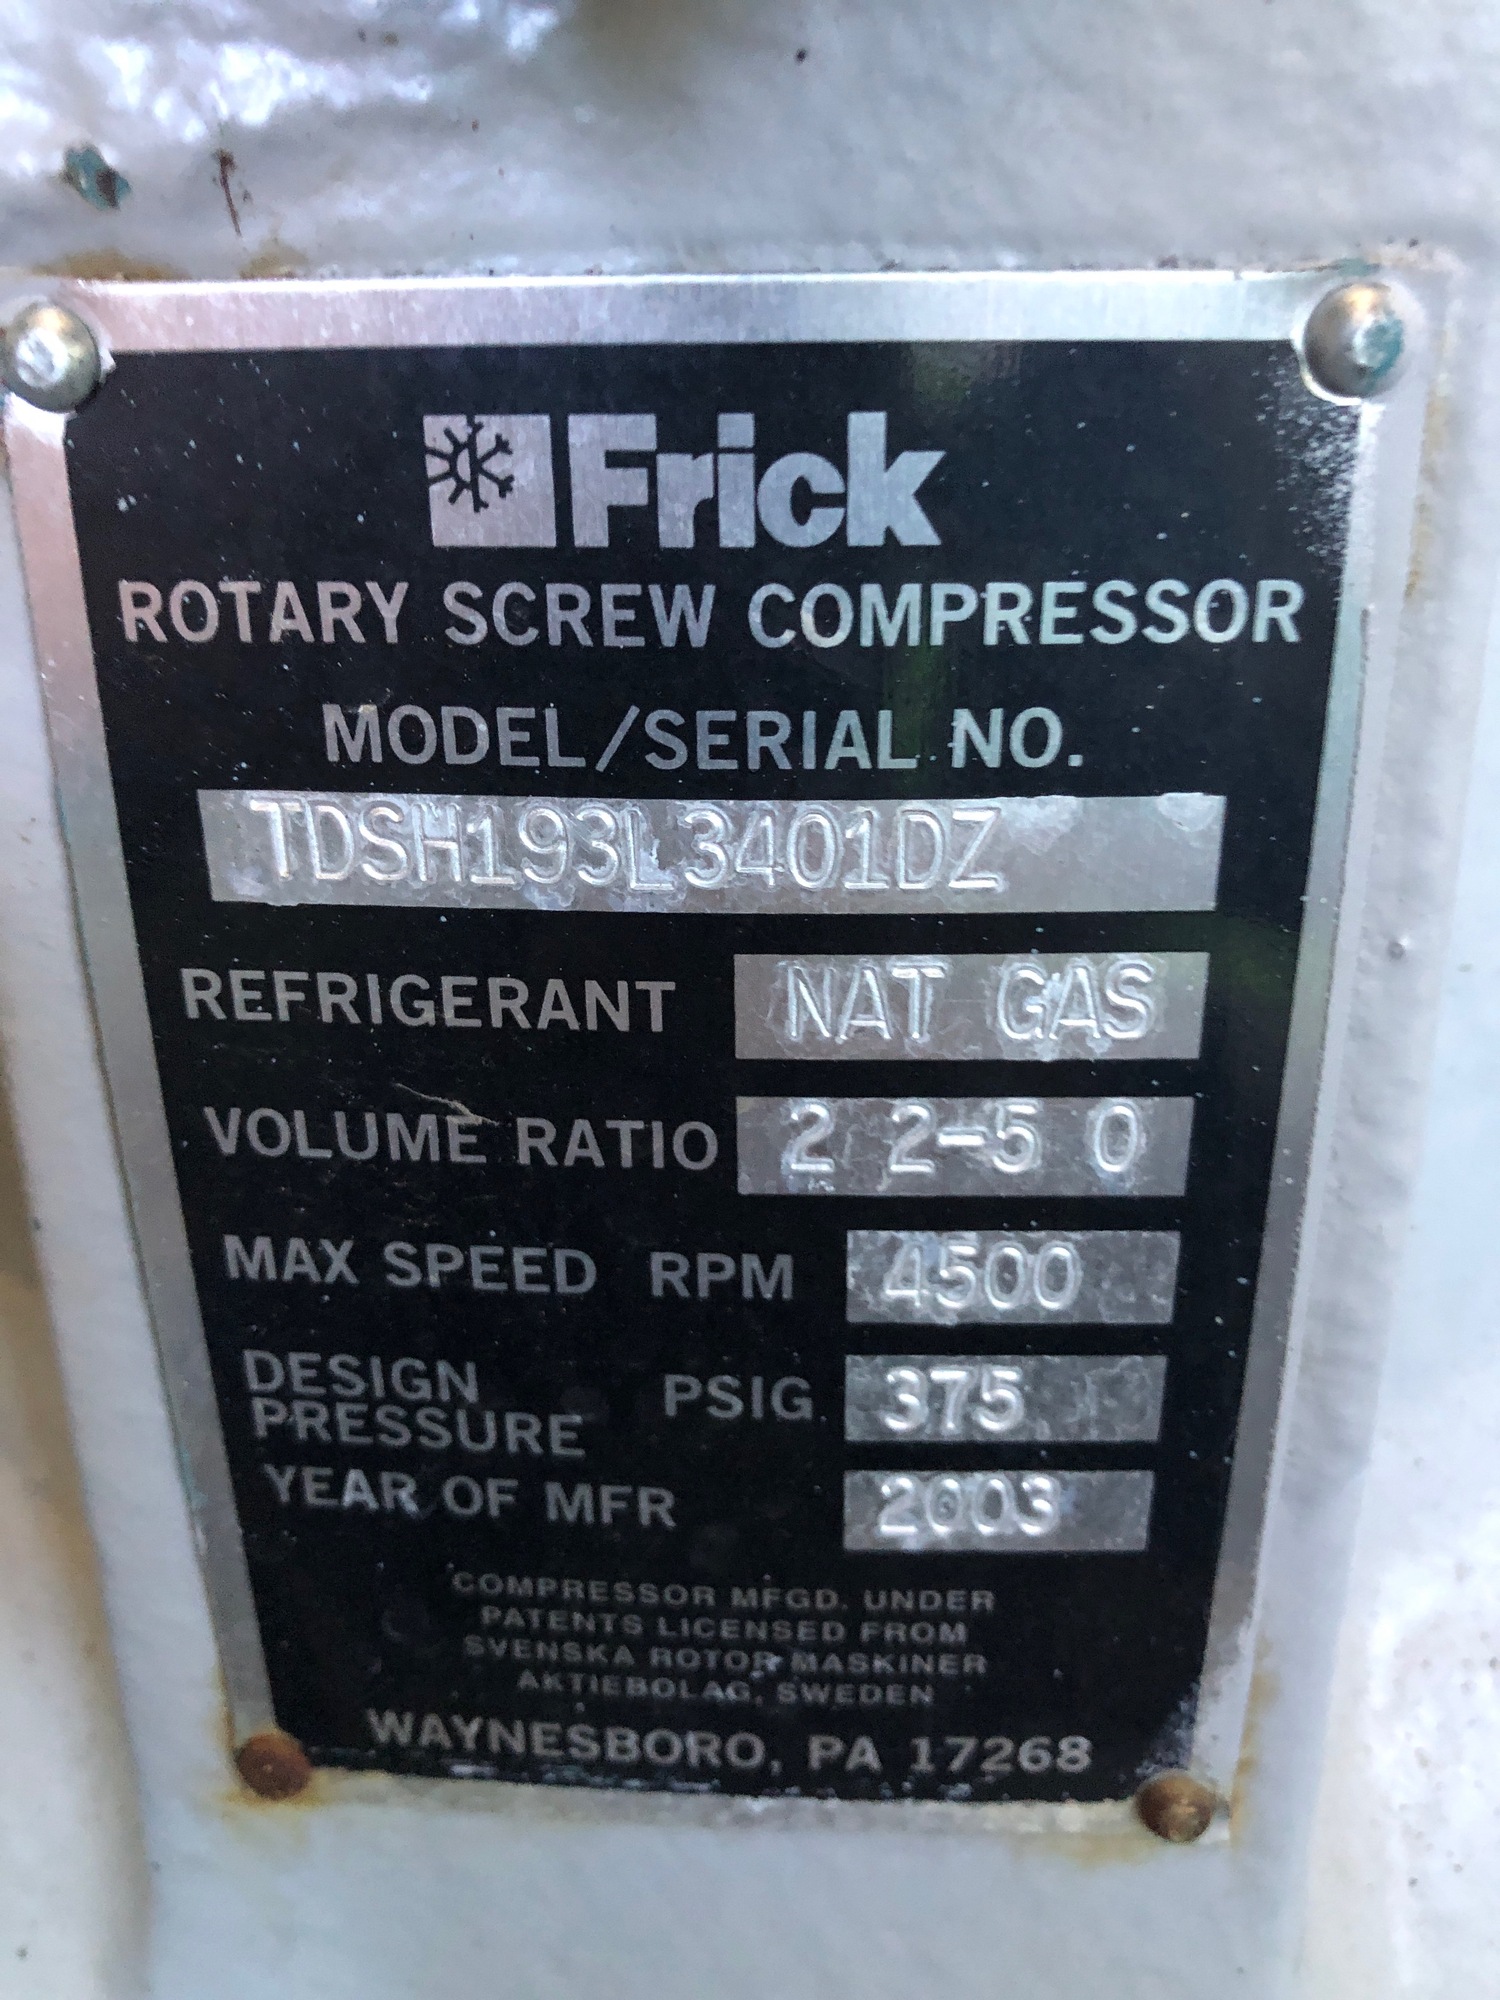 Frick
ROTARY SCREW COMPRESSOR
MODEL/SERIAL NO.
TDSH193L3401DZ
REFRIGERANT NAT GAS
VOLUME RATIO 2 2-5 0
MAX SPEED RPM 4500
DESIGN
PRESSURE PSIG 375
YEAR OF MFR 2003
COMPRESSOR MFGD. UNDER
PATENTS LICENSED FROM
SVENSKA ROTOR MASKINER
AKTIEBOLAG, SWEDEN
WAYNESBORO, PA 17268